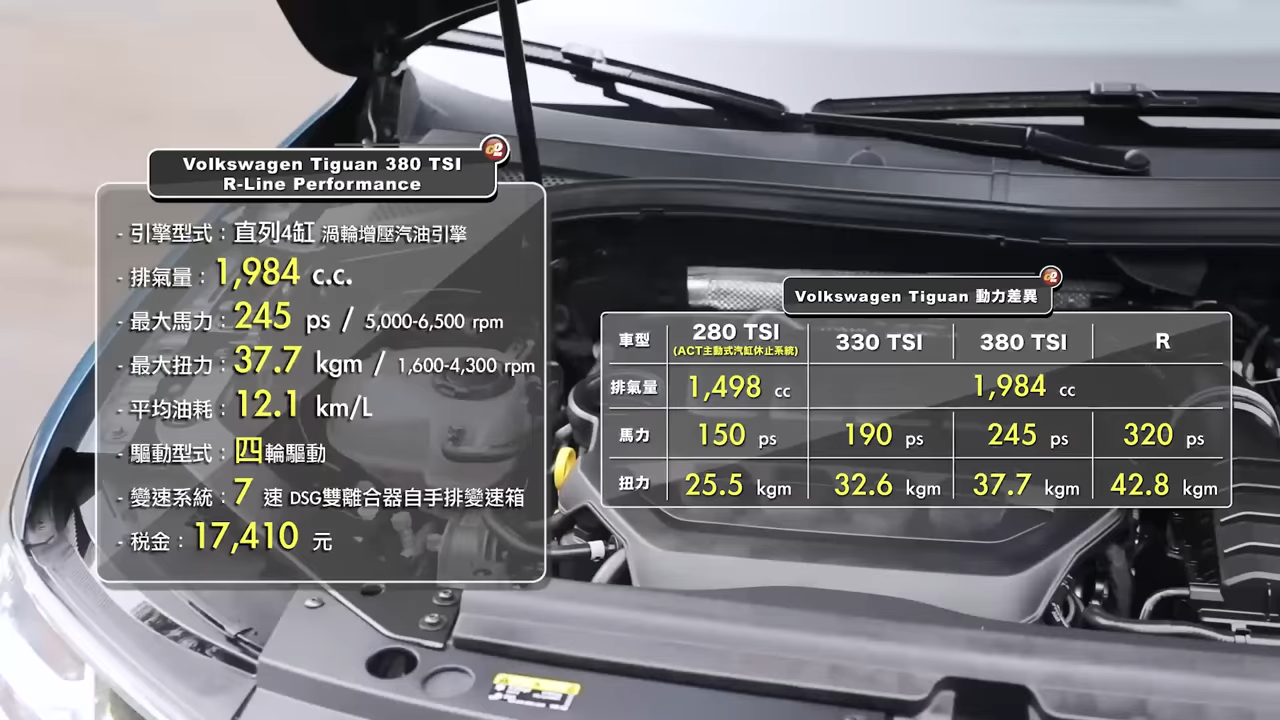 Volkswagen Tiguan 380 TSI
R-Line Performance
- 引擎型式：直列4缸 渦輪增壓汽油引擎
- 排氣量：1,984 c.c.
- 最大馬力：245 ps / 5,000-6,500 rpm
- 最大扭力：37.7 kgm / 1,600-4,300 rpm
- 平均油耗：12.1 km/L
- 驅動型式：四輪驅動
- 變速系統：7 速 DSG雙離合器自手排變速箱
- 稅金：17,410 元
Volkswagen Tiguan 動力差異
車型 280 TSI 330 TSI 380 TSI R
(ACT主動式汽缸休止系統)
排氣量 1,498 cc 1,984 cc
馬力 150 ps 190 ps 245 ps 320 ps
扭力 25.5 kgm 32.6 kgm 37.7 kgm 42.8 kgm